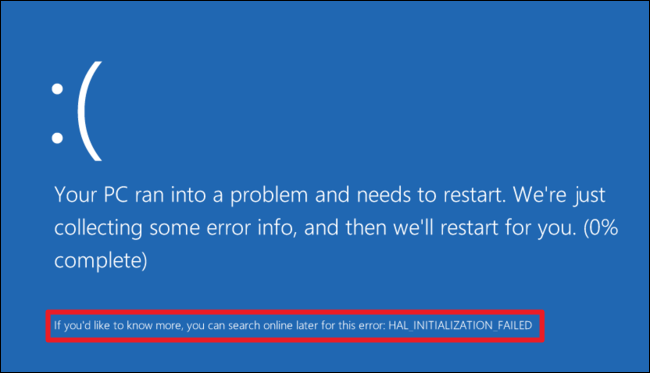 :(
Your PC ran into a problem and needs to restart. We're just
collecting some error info, and then we'll restart for you. (0%
complete)
If you'd like to know more, you can search online later for this error: HAL_INITIALIZATION_FAILED